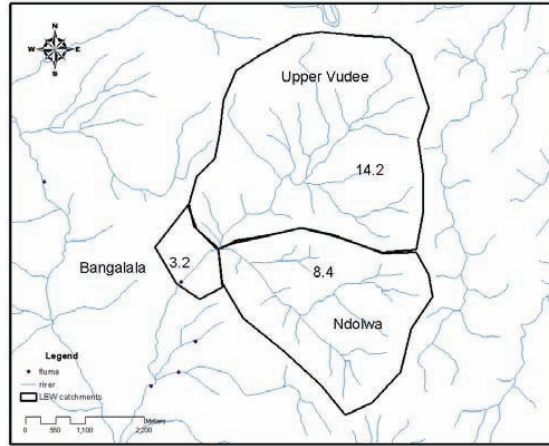 N
W E
S
Upper Vudee
14.2
3.2
Bangalala
8.4
Ndolwa
Legend
flume
river
LBW catchments
Meters
0 550 1,100 2,200